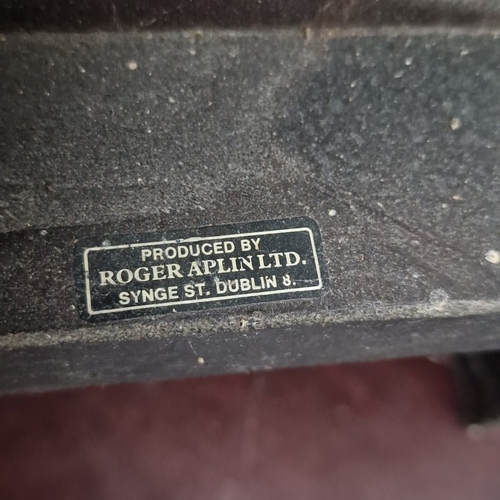 PRODUCED BY
ROGER APLIN LTD.
SYNGE ST. DUBLIN 8.